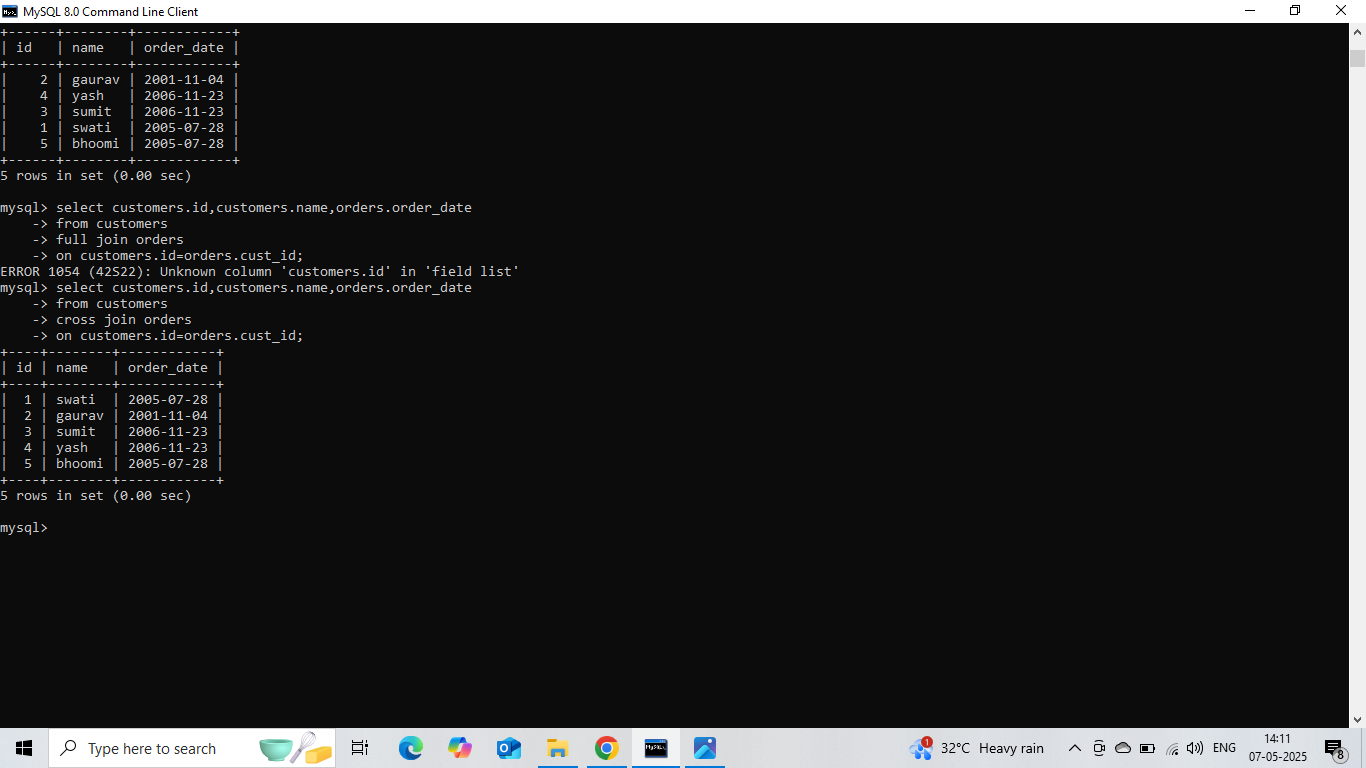 MySQL 8.0 Command Line Client
+------+--------+------------+
| id   | name   | order_date |
+------+--------+------------+
|    2 | gaurav | 2001-11-04 |
|    4 | yash   | 2006-11-23 |
|    3 | sumit  | 2006-11-23 |
|    1 | swati  | 2005-07-28 |
|    5 | bhoomi | 2005-07-28 |
+------+--------+------------+
5 rows in set (0.00 sec)

mysql> select customers.id,customers.name,orders.order_date
    -> from customers
    -> full join orders
    -> on customers.id=orders.cust_id;
ERROR 1054 (42S22): Unknown column 'customers.id' in 'field list'
mysql> select customers.id,customers.name,orders.order_date
    -> from customers
    -> cross join orders
    -> on customers.id=orders.cust_id;
+----+--------+------------+
| id | name   | order_date |
+----+--------+------------+
|  1 | swati  | 2005-07-28 |
|  2 | gaurav | 2001-11-04 |
|  3 | sumit  | 2006-11-23 |
|  4 | yash   | 2006-11-23 |
|  5 | bhoomi | 2005-07-28 |
+----+--------+------------+
5 rows in set (0.00 sec)

mysql>
Type here to search
MySQL
1
32°C Heavy rain
ENG
14:11
07-05-2025
8